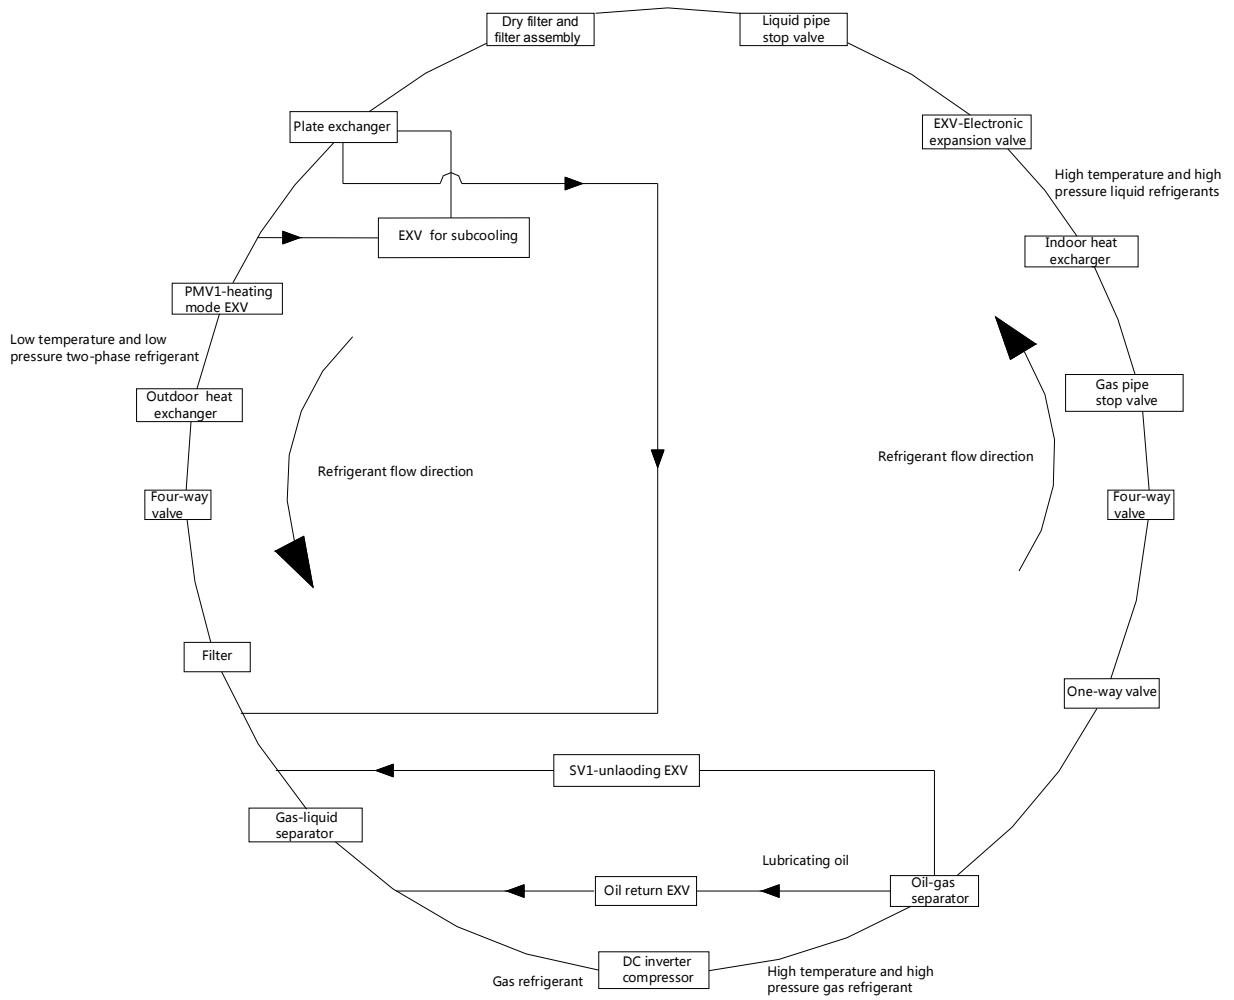 Dry filter and
filter assembly
Liquid pipe
stop valve
Plate exchanger
EXV-Electronic
expansion valve
High temperature and high
pressure liquid refrigerants
EXV for subcooling
Indoor heat
excharger
PMV1-heating
mode EXV
Low temperature and low
pressure two-phase refrigerant
Outdoor heat
exchanger
Gas pipe
stop valve
Refrigerant flow direction
Refrigerant flow direction
Four-way
valve
Four-way
valve
Filter
One-way valve
SV1-unlaoding EXV
Gas-liquid
separator
Lubricating oil
Oil return EXV
Oil-gas
separator
DC inverter
compressor
Gas refrigerant
High temperature and high
pressure gas refrigerant